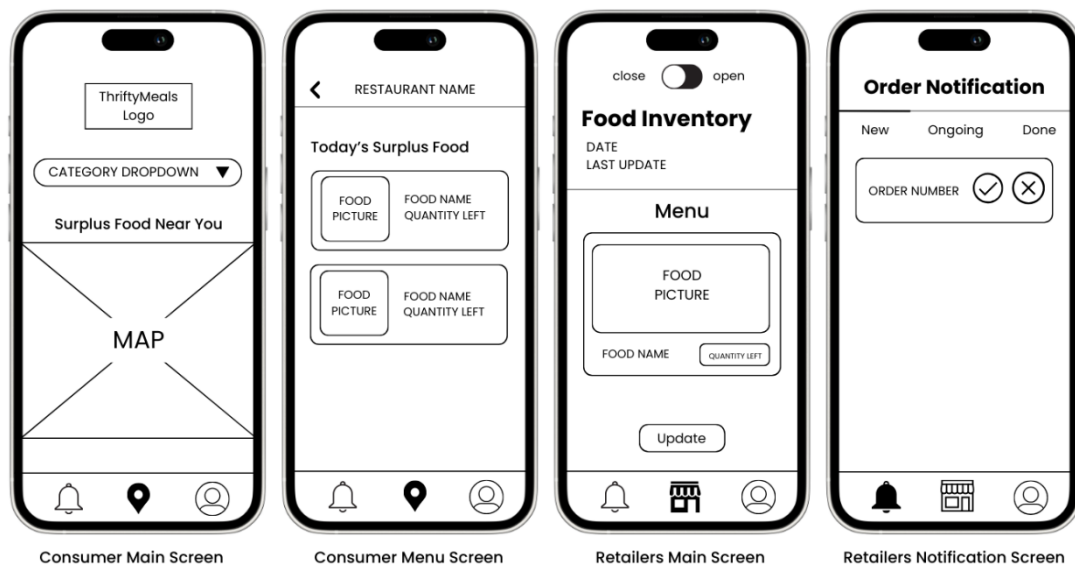 ThriftyMeals
Logo
CATEGORY DROPDOWN
Surplus Food Near You
MAP
Consumer Main Screen
RESTAURANT NAME
Today's Surplus Food
FOOD
PICTURE
FOOD NAME
QUANTITY LEFT
FOOD
PICTURE
FOOD NAME
QUANTITY LEFT
Consumer Menu Screen
close open
Food Inventory
DATE
LAST UPDATE
Menu
FOOD
PICTURE
FOOD NAME
QUANTITY LEFT
Update
Retailers Main Screen
Order Notification
New Ongoing Done
ORDER NUMBER
Retailers Notification Screen